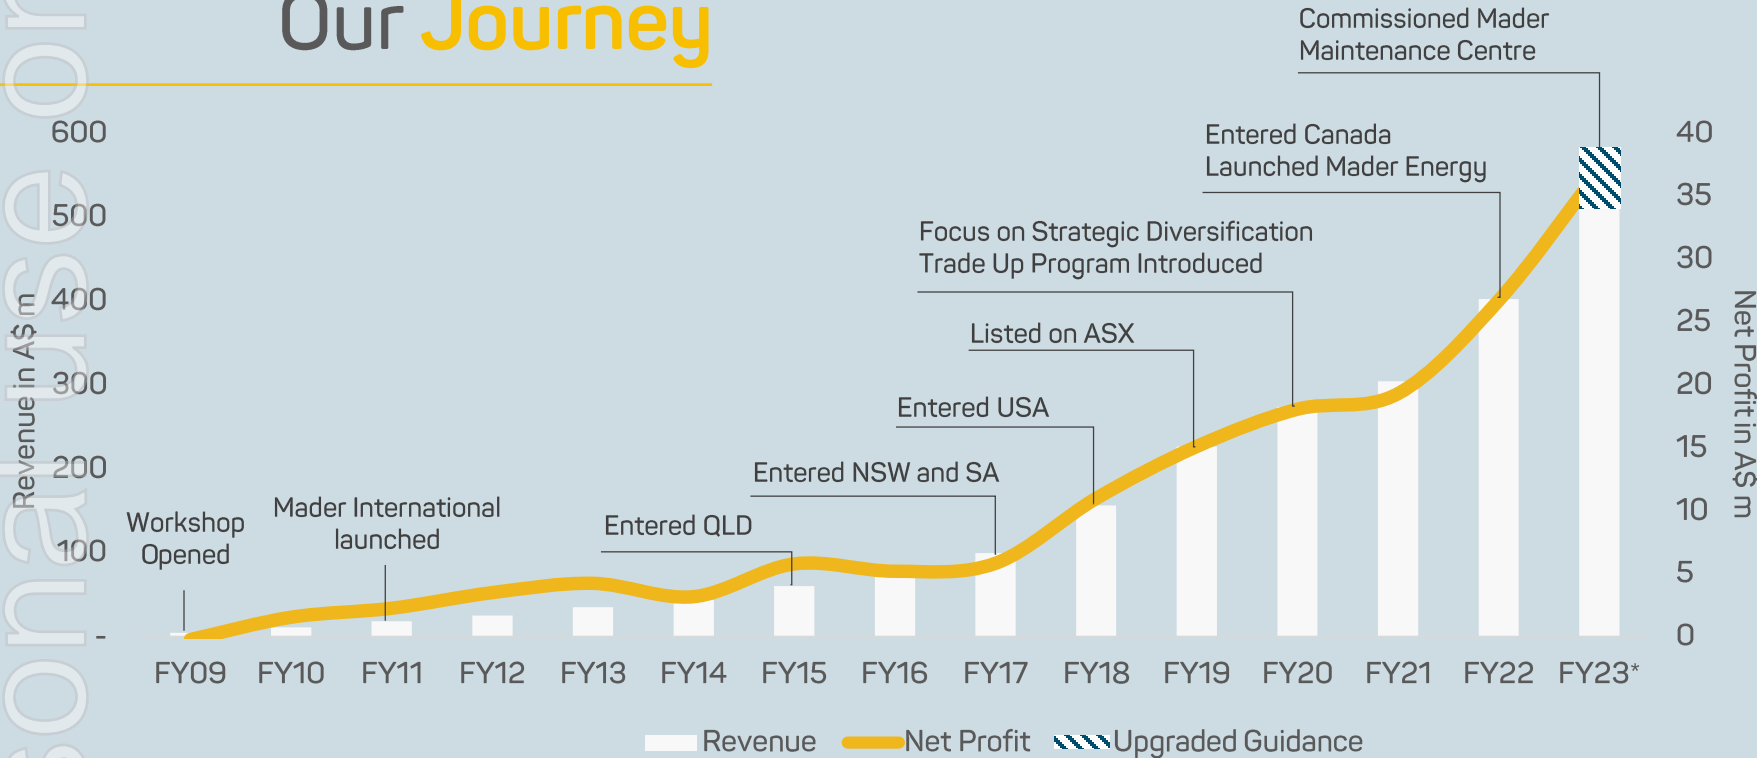 Our Journey
Commissioned Mader
Maintenance Centre
Entered Canada
Launched Mader Energy
Focus on Strategic Diversification
Trade Up Program Introduced
Listed on ASX
Entered USA
Entered NSW and SA
Entered QLD
Mader International
launched
Workshop
Opened
600
500
400
300
200
100
-
Revenue in A$ m
40
35
30
25
20
15
10
5
0
Net Profit in A$ m
FY09 FY10 FY11 FY12 FY13 FY14 FY15 FY16 FY17 FY18 FY19 FY20 FY21 FY22 FY23*
Revenue Net Profit Upgraded Guidance
sonal use on